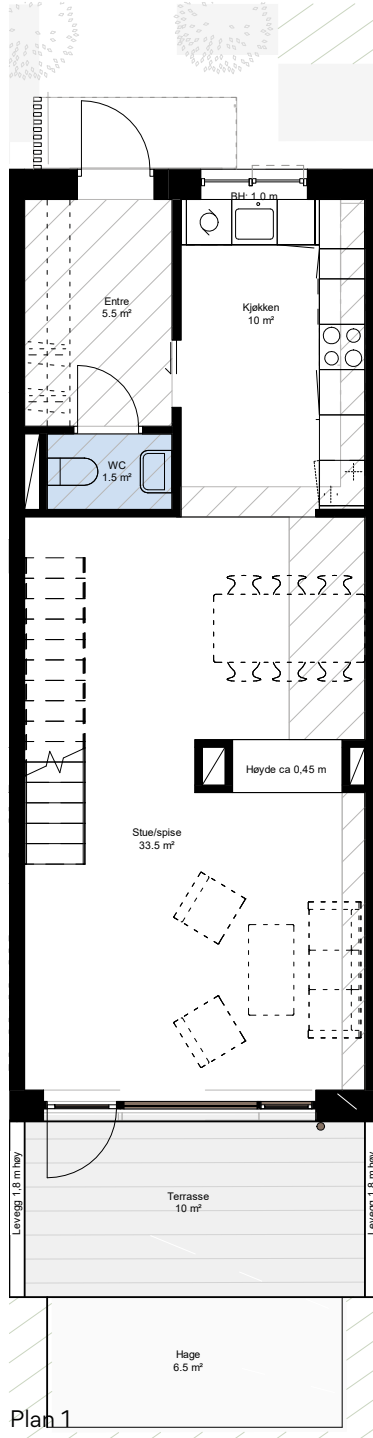 BH: 1,0 m
Entre
5.5 m²
Kjøkken
10 m²
WC
1.5 m²
Høyde ca 0,45 m
Stue/spise
33.5 m²
Levegg 1,8 m høy
Levegg 1,8 m høy
Terrasse
10 m²
Hage
6.5 m²
Plan 1